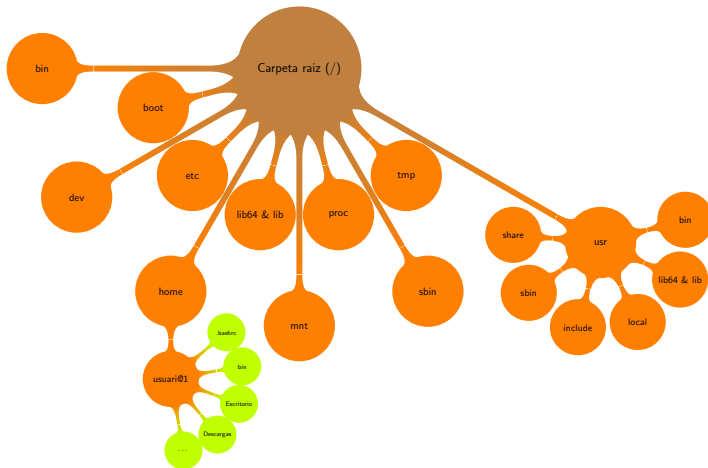 Carpeta raiz (/)
bin
boot
dev
etc
lib64 & lib
proc
tmp
home
mnt
sbin
usr
share
sbin
include
local
lib64 & lib
bin
usuari@1
.bashrc
bin
Escritorio
Descargas
...